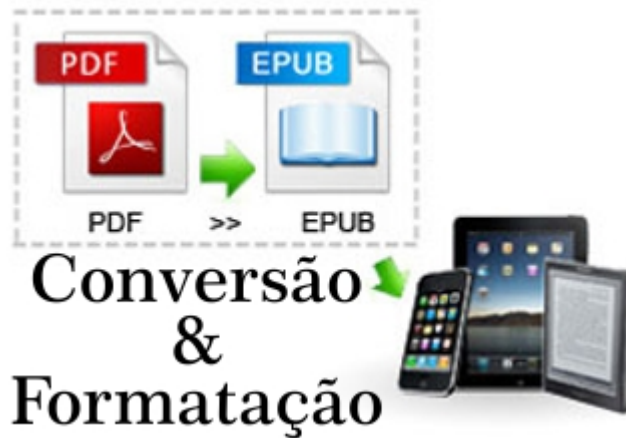 PDF EPUB
PDF >> EPUB
Conversão
&
Formatação